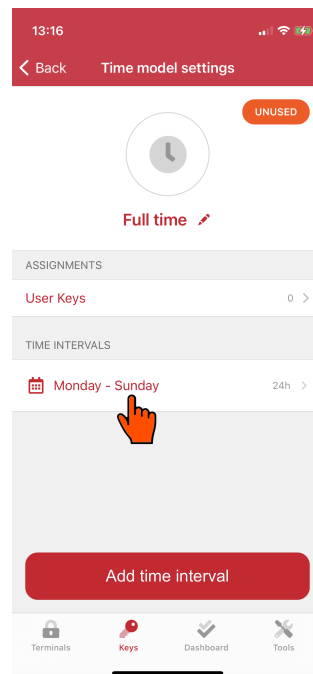 13:16
Back Time model settings
UNUSED
Full time
ASSIGNMENTS
User Keys 0
TIME INTERVALS
Monday - Sunday 24h
Add time interval
Terminals Keys Dashboard Tools